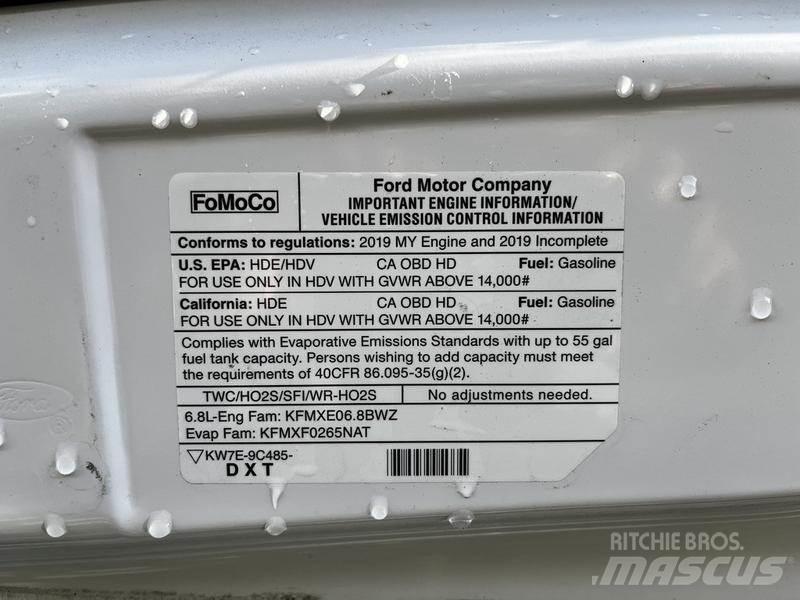 FoMoCo
Ford Motor Company
IMPORTANT ENGINE INFORMATION/
VEHICLE EMISSION CONTROL INFORMATION
Conforms to regulations: 2019 MY Engine and 2019 Incomplete
U.S. EPA: HDE/HDV CA OBD HD Fuel: Gasoline
FOR USE ONLY IN HDV WITH GVWR ABOVE 14,000#
California: HDE CA OBD HD Fuel: Gasoline
FOR USE ONLY IN HDV WITH GVWR ABOVE 14,000#
Complies with Evaporative Emissions Standards with up to 55 gal
fuel tank capacity. Persons wishing to add capacity must meet
the requirements of 40CFR 86.095-35(g)(2).
TWC/HO2S/SFI/WR-HO2S No adjustments needed.
6.8L-Eng Fam: KFMXE06.8BWZ
Evap Fam: KFMXF0265NAT
KW7E-9C485-
DXT
Ford
RITCHIE BROS.
MASCUS